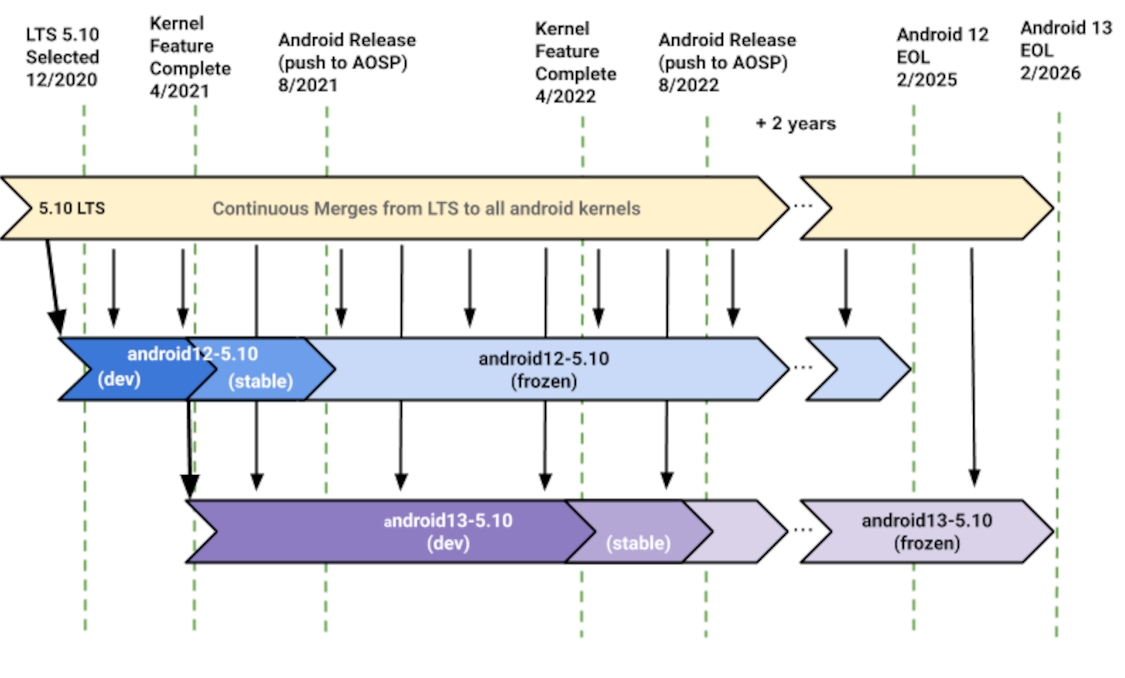 LTS 5.10
Selected
12/2020
Kernel
Feature
Complete
4/2021
Android Release
(push to AOSP)
8/2021
Kernel
Feature
Complete
4/2022
Android Release
(push to AOSP)
8/2022
Android 12
EOL
2/2025
Android 13
EOL
2/2026
+ 2 years
5.10 LTS
Continuous Merges from LTS to all android kernels
...
android12-5.10
(dev)
(stable)
android12-5.10
(frozen)
...
android13-5.10
(dev)
(stable)
...
android13-5.10
(frozen)